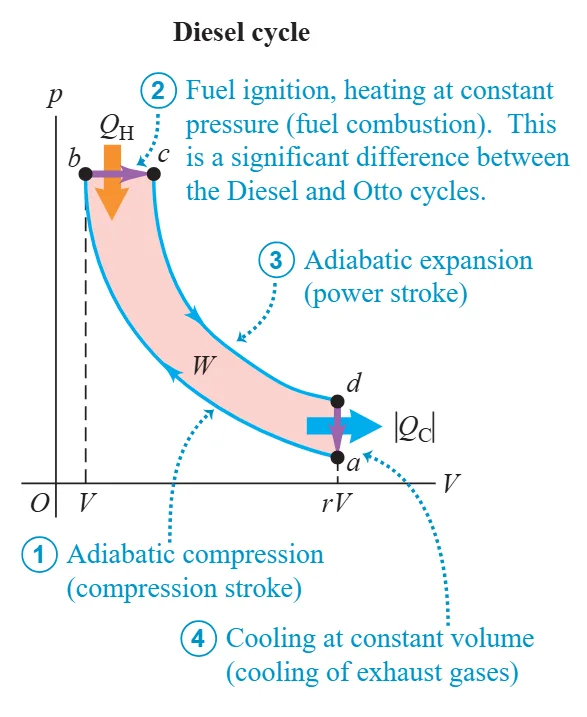 Diesel cycle
p
2 Fuel ignition, heating at constant
pressure (fuel combustion). This
is a significant difference between
the Diesel and Otto cycles.
QH
b
c
3 Adiabatic expansion
(power stroke)
W
d
|QC|
a
V
O
V
rV
1 Adiabatic compression
(compression stroke)
4 Cooling at constant volume
(cooling of exhaust gases)